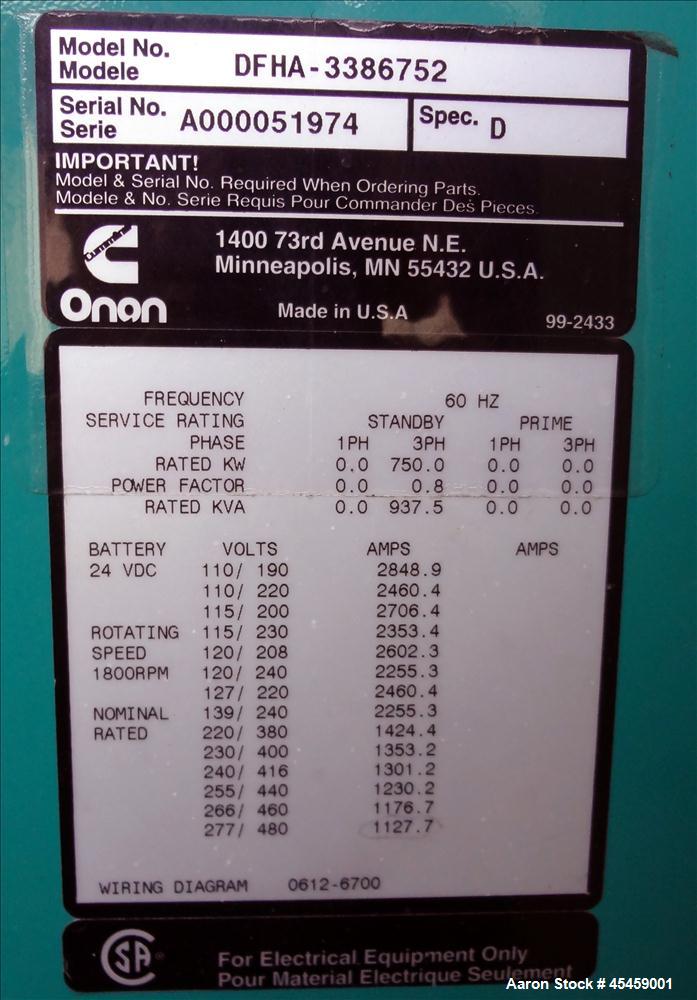 Model No.
Modele
DFHA-3386752
Serial No.
Serie
A000051974
Spec. D
IMPORTANT!
Model & Serial No. Required When Ordering Parts.
Modele & No. Serie Requis Pour Commander Des Pieces.
Cummins
1400 73rd Avenue N.E.
Minneapolis, MN 55432 U.S.A.
Onan
Made in U.S.A
99-2433
FREQUENCY 60 HZ
SERVICE RATING STANDBY PRIME
PHASE 1PH 3PH 1PH 3PH
RATED KW 0.0 750.0 0.0 0.0
POWER FACTOR 0.0 0.8 0.0 0.0
RATED KVA 0.0 937.5 0.0 0.0
BATTERY VOLTS AMPS AMPS
24 VDC 110/ 190 2848.9
110/ 220 2460.4
115/ 200 2706.4
ROTATING 115/ 230 2353.4
SPEED 120/ 208 2602.3
1800RPM 120/ 240 2255.3
127/ 220 2460.4
NOMINAL 139/ 240 2255.3
RATED 220/ 380 1424.4
230/ 400 1353.2
240/ 416 1301.2
255/ 440 1230.2
266/ 460 1176.7
277/ 480 1127.7
WIRING DIAGRAM 0612-6700
SA
For Electrical Equipment Only
Pour Material Electrique Seulement
Aaron Stock # 45459001